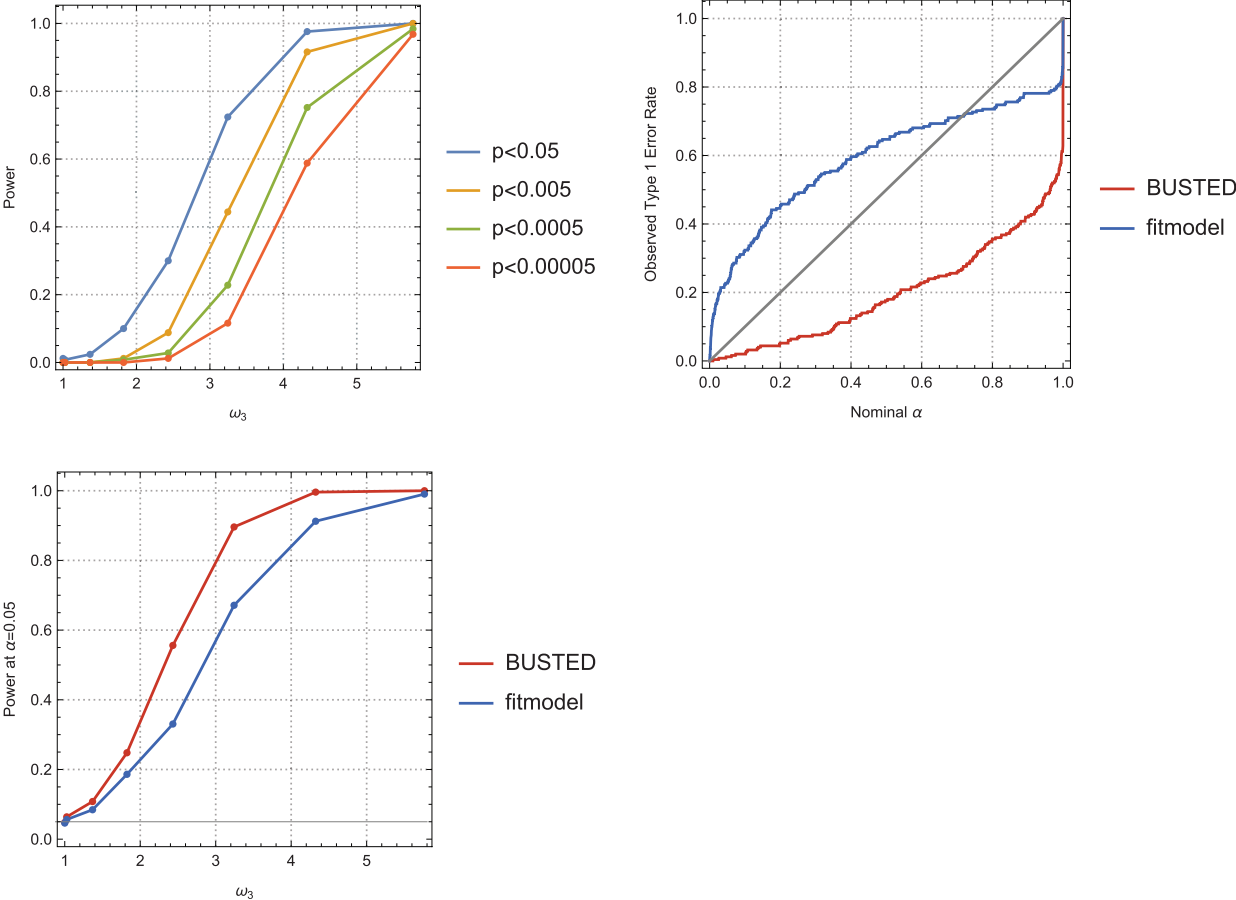 Power
1.0
0.8
0.6
0.4
0.2
0.0
1 2 3 4 5
ω3
p<0.05
p<0.005
p<0.0005
p<0.00005
Observed Type 1 Error Rate
1.0
0.8
0.6
0.4
0.2
0.0
0.0 0.2 0.4 0.6 0.8 1.0
Nominal α
BUSTED
fitmodel
Power at α=0.05
1.0
0.8
0.6
0.4
0.2
0.0
1 2 3 4 5
ω3
BUSTED
fitmodel